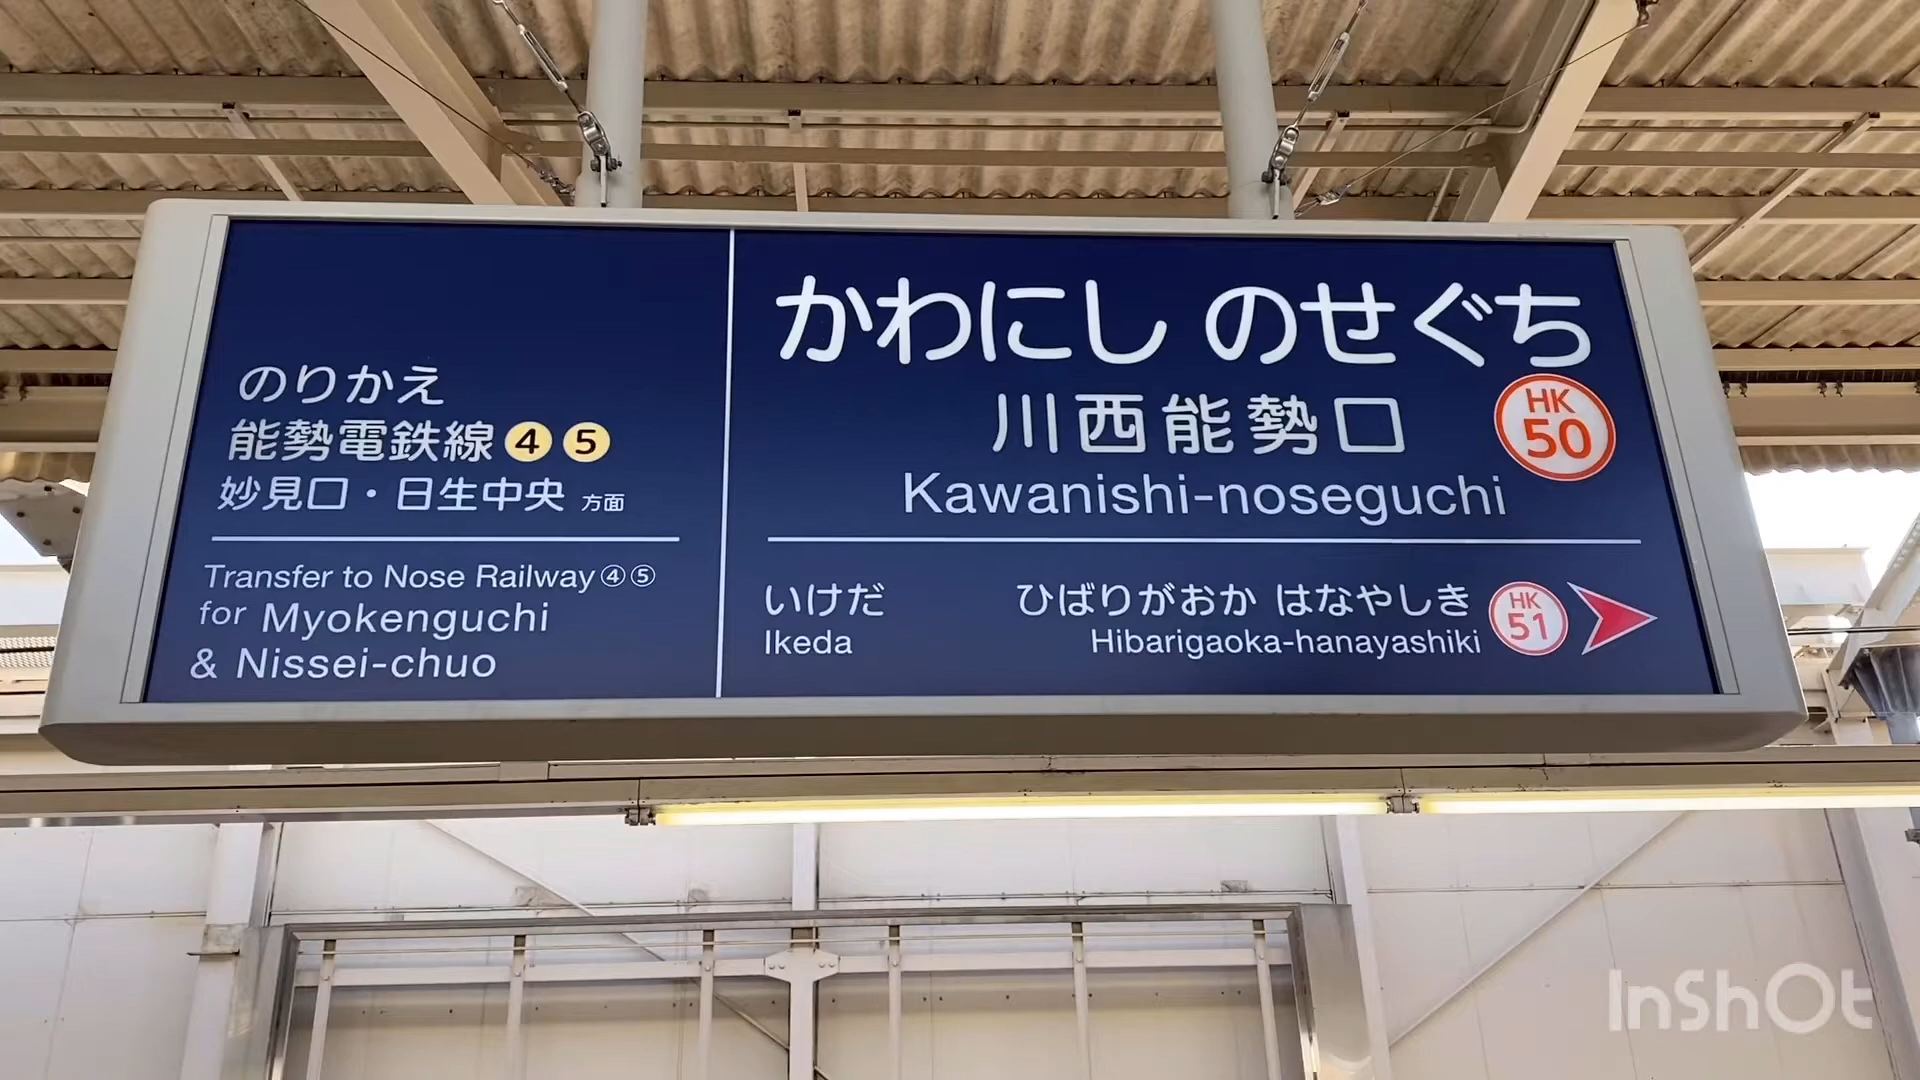 のりかえ
能勢電鉄線 4 5
妙見口・日生中央 方面
Transfer to Nose Railway④⑤
for Myokenguchi
& Nissei-chuo
かわにし のせぐち
川西能勢口
HK
50
Kawanishi-noseguchi
いけだ
Ikeda
ひばりがおか はなやしき
Hibarigaoka-hanayashiki
HK
51
InShOt